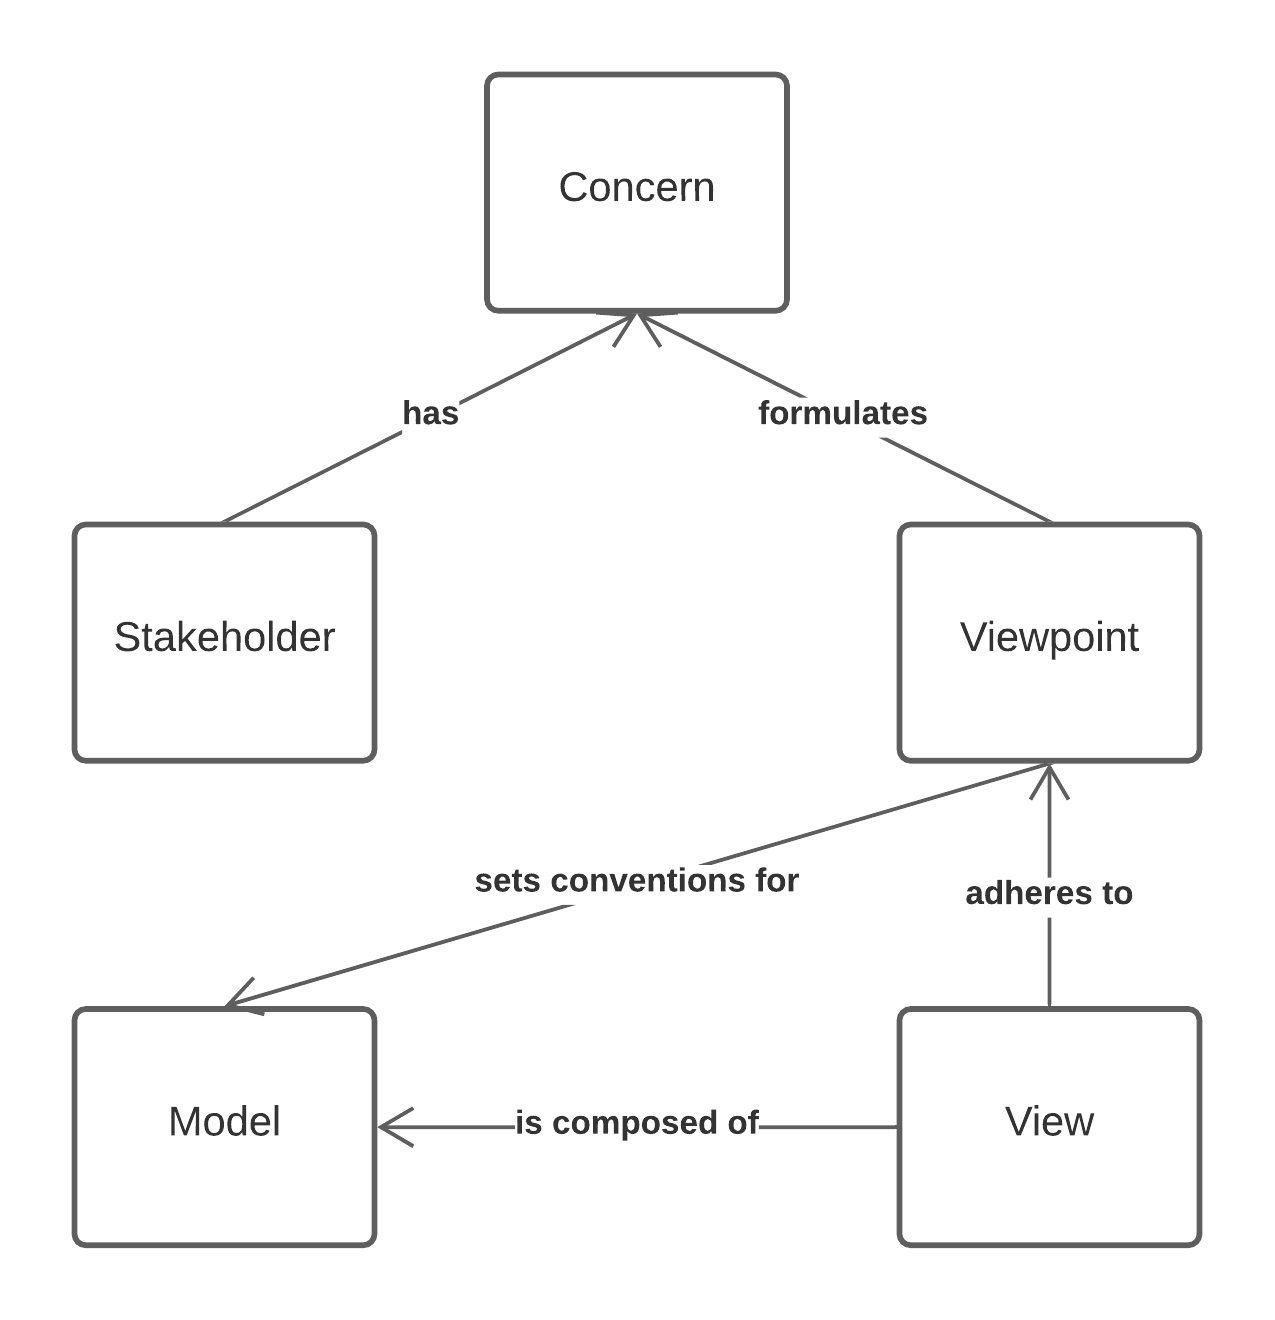 Concern
has
formulates
Stakeholder
Viewpoint
sets conventions for
adheres to
Model
is composed of
View